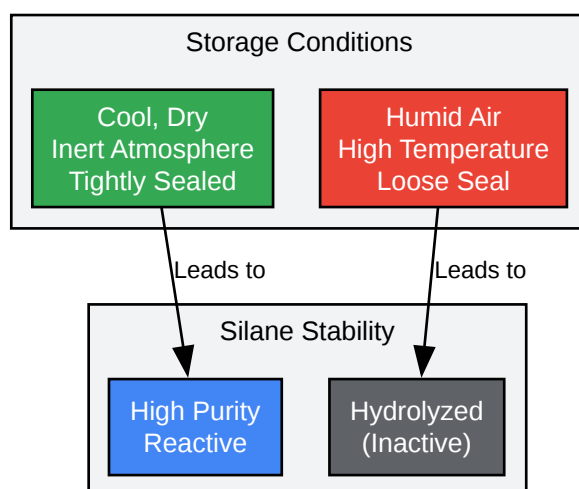 Storage Conditions
Cool, Dry
Inert Atmosphere
Tightly Sealed
Humid Air
High Temperature
Loose Seal
Leads to
Leads to
Silane Stability
High Purity
Reactive
Hydrolyzed
(Inactive)